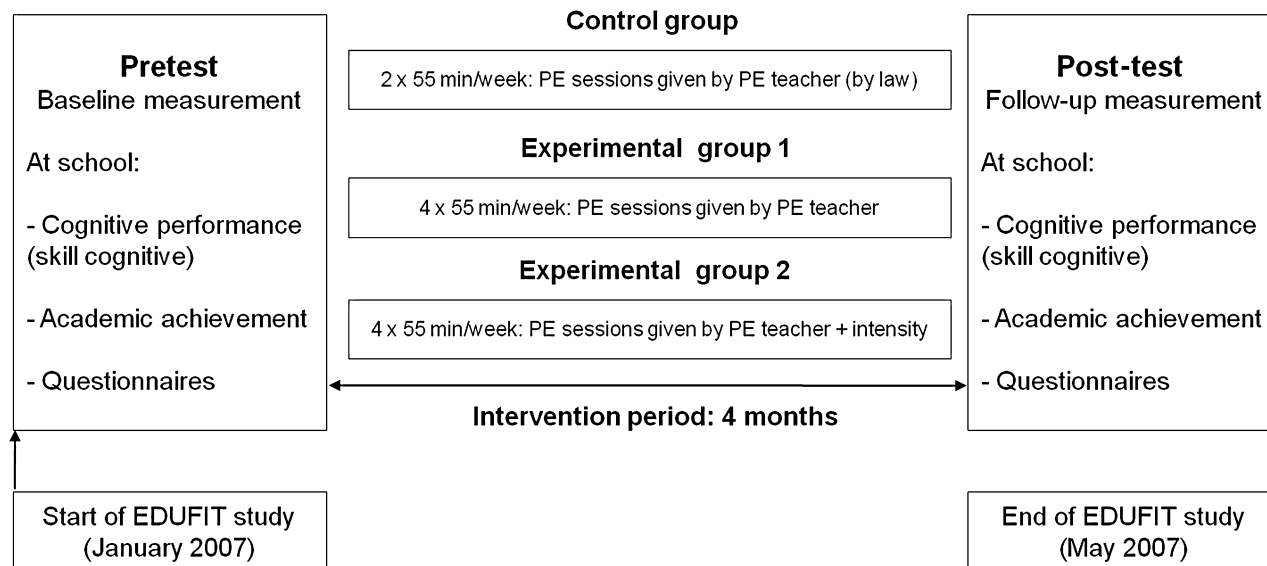 Pretest
Baseline measurement
At school:
- Cognitive performance
(skill cognitive)
- Academic achievement
- Questionnaires
Control group
2 x 55 min/week: PE sessions given by PE teacher (by law)
Experimental group 1
4 x 55 min/week: PE sessions given by PE teacher
Experimental group 2
4 x 55 min/week: PE sessions given by PE teacher + intensity
Intervention period: 4 months
Post-test
Follow-up measurement
At school:
- Cognitive performance
(skill cognitive)
- Academic achievement
- Questionnaires
Start of EDUFIT study
(January 2007)
End of EDUFIT study
(May 2007)